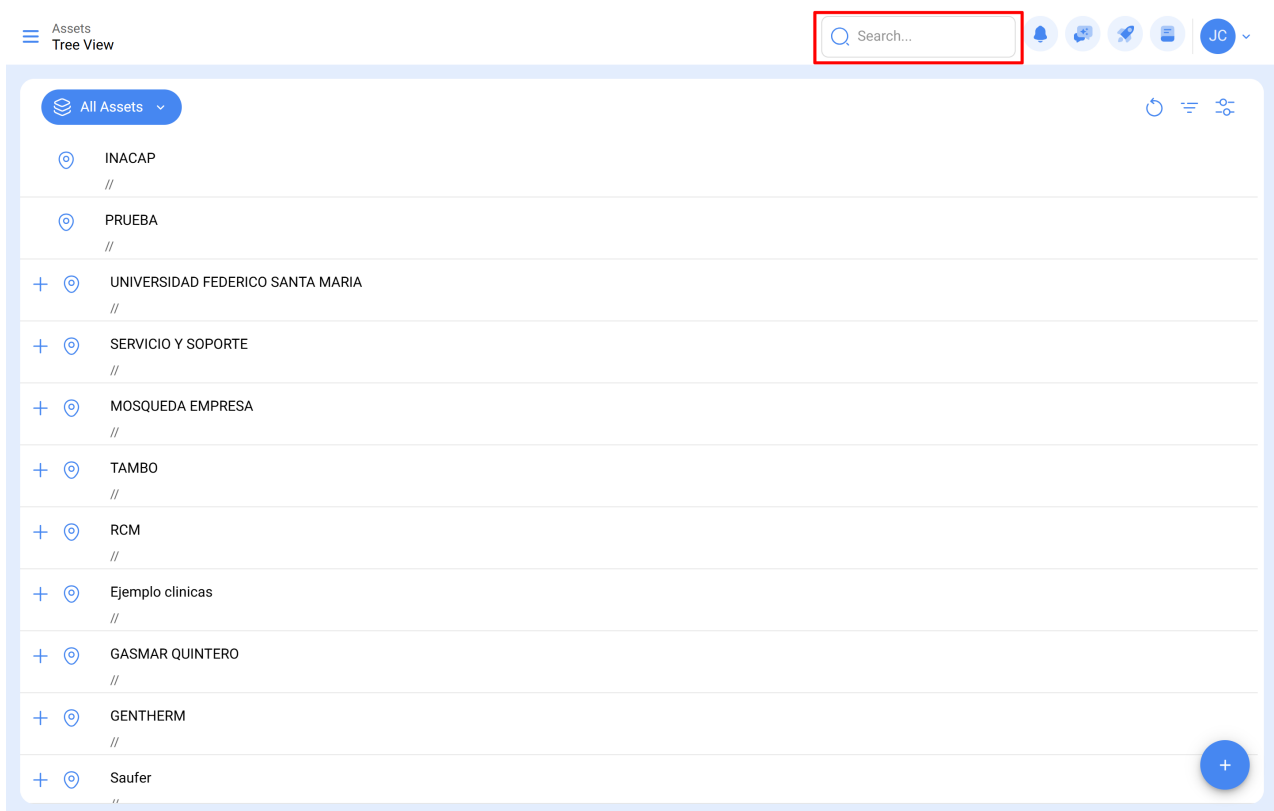 Assets
Tree View
Search...
JC
All Assets
INACAP
//
PRUEBA
//
UNIVERSIDAD FEDERICO SANTA MARIA
//
SERVICIO Y SOPORTE
//
MOSQUEDA EMPRESA
//
TAMBO
//
RCM
//
Ejemplo clinicas
//
GASMAR QUINTERO
//
GENTHERM
//
Saufer
//